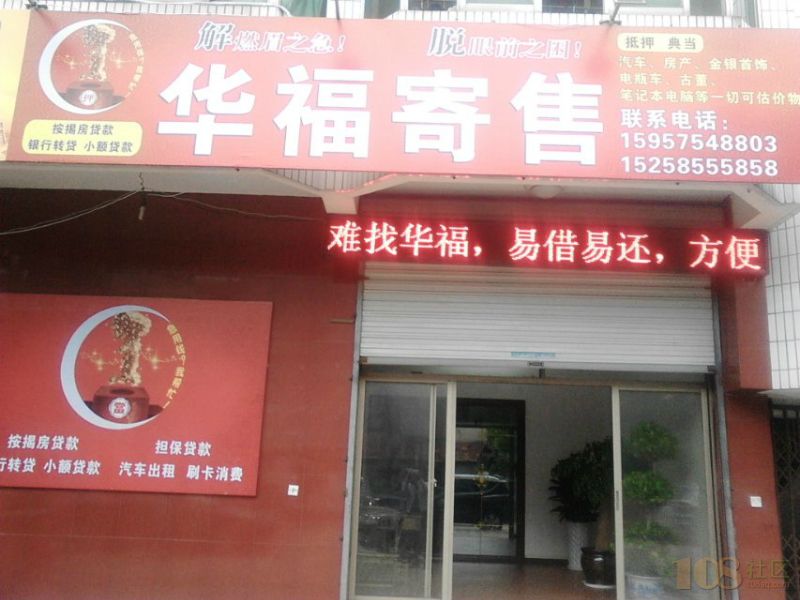 解燃眉之急！ 脱眼前之困！
华福寄售
抵押 典当
汽车、房产、金银首饰、
电瓶车、古董、
笔记本电脑等一切可估价物
联系电话：
15957548803
15258555858
押
按揭房贷款
银行转贷 小额贷款
难找华福，易借易还，方便
當
按揭房贷款 担保贷款
行转贷 小额贷款 汽车出租 刷卡消费
108社区